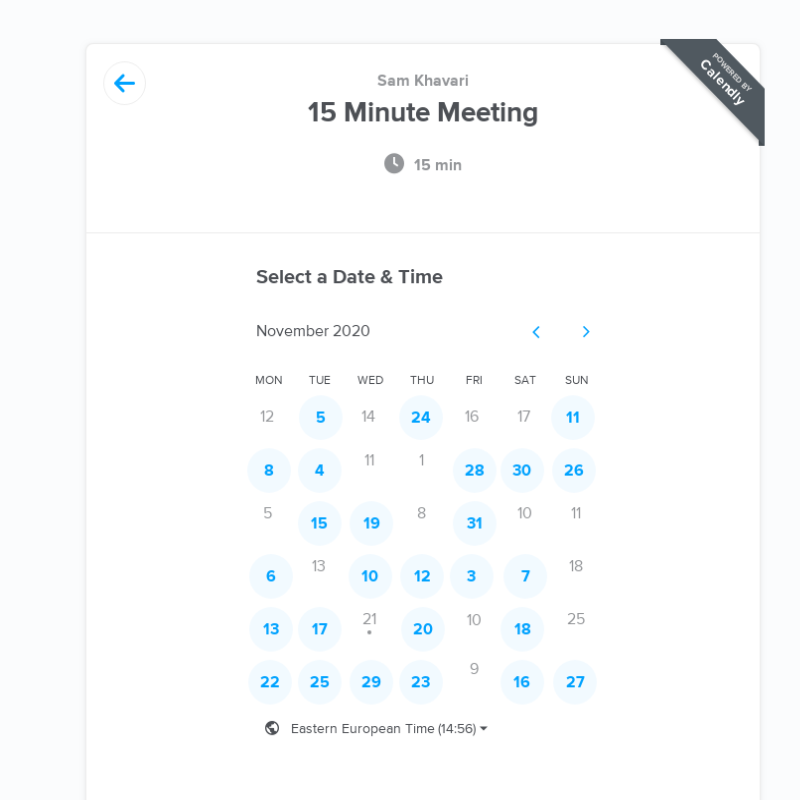 Sam Khavari
15 Minute Meeting
15 min
POWERED BY
Calendly
Select a Date & Time
November 2020
MON TUE WED THU FRI SAT SUN
12 5 14 24 16 17 11
8 4 11 1 28 30 26
5 15 19 8 31 10 11
6 13 10 12 3 7 18
13 17 21 20 10 18 25
22 25 29 23 9 16 27
Eastern European Time (14:56)